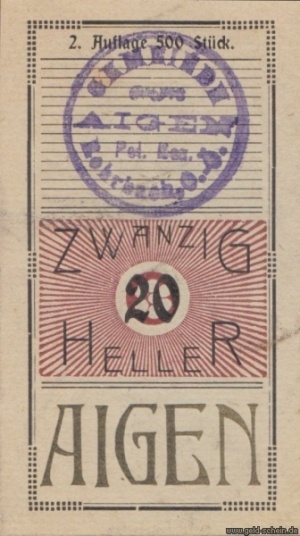 2. Auflage 500 Stück.
GEMEINDE
AIGEN
Pol. Bez.
Rohrbach, O.Ö.
ZWANZIG
20
HELLER
AIGEN
www.geld-schein.de